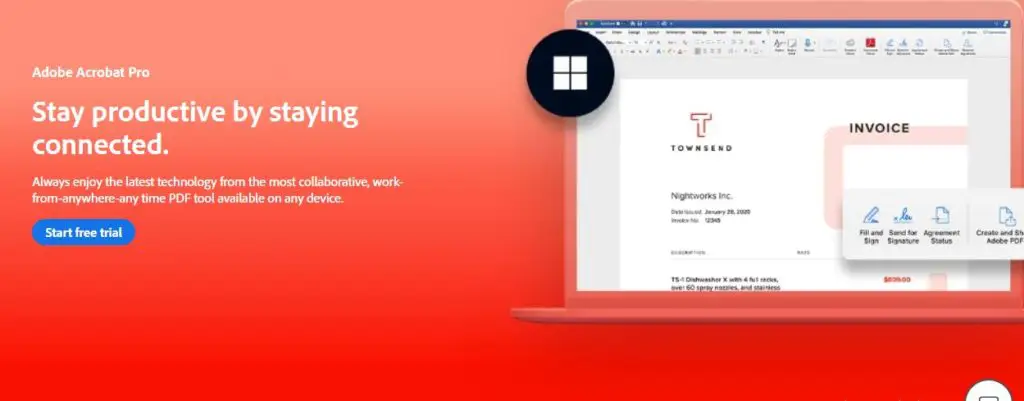 Adobe Acrobat Pro
Stay productive by staying
connected.
Always enjoy the latest technology from the most collaborative, work-
from-anywhere-any time PDF tool available on any device.
Start free trial
TOWNSEND
INVOICE
Nightworks Inc.
Date Issued: January 28, 2020
Invoice No. 12345
DESCRIPTION
RATE
TS-1 Dishwasher X with 4 full racks,
over 60 spray nozzles, and stainless
$639.00
Fill and
Sign
Send for
Signature
Agreement
Status
Create and Sh
Adobe PDF